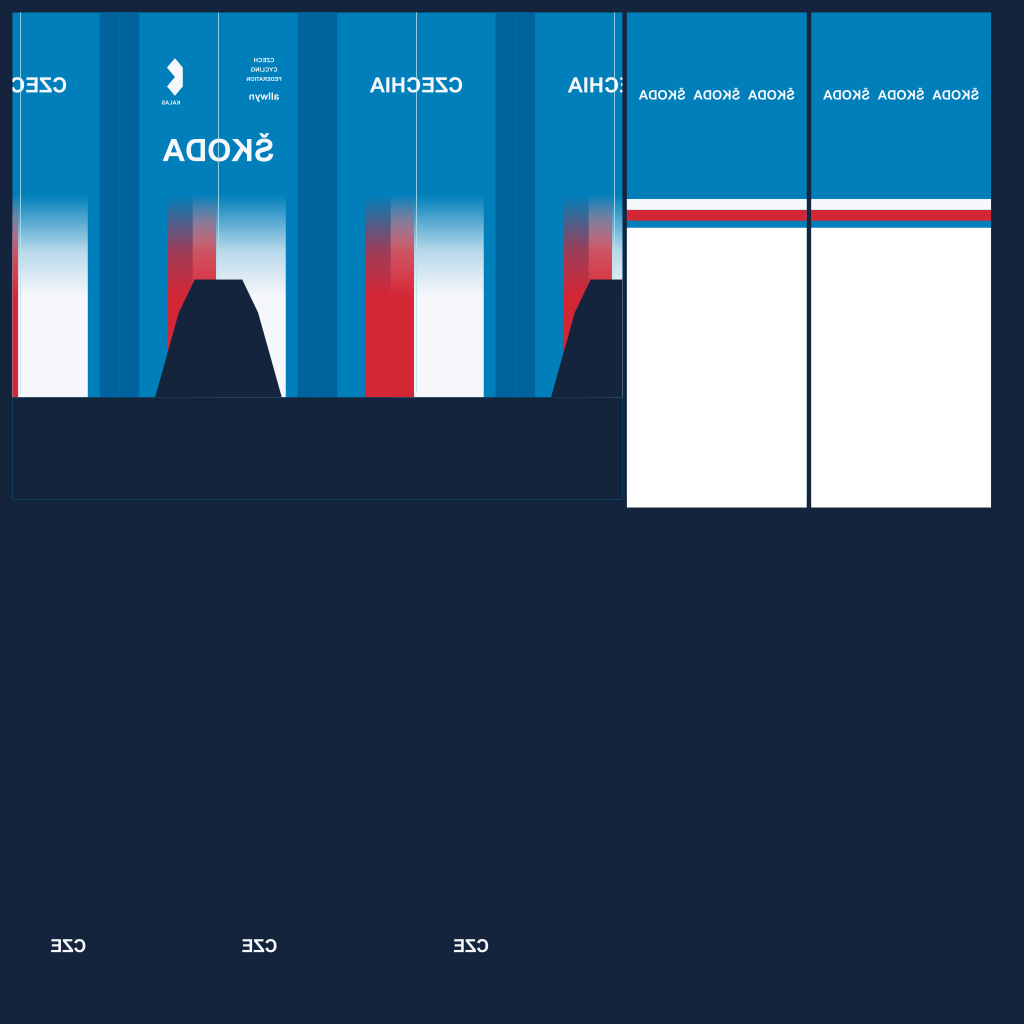 CZEC
CZECH
CYCLING
FEDERATION
allwyn
KALAS
ŠKODA
CZECHIA
CHIA
ŠKODA ŠKODA ŠKODA
ŠKODA ŠKODA ŠKODA
CZE
CZE
CZE